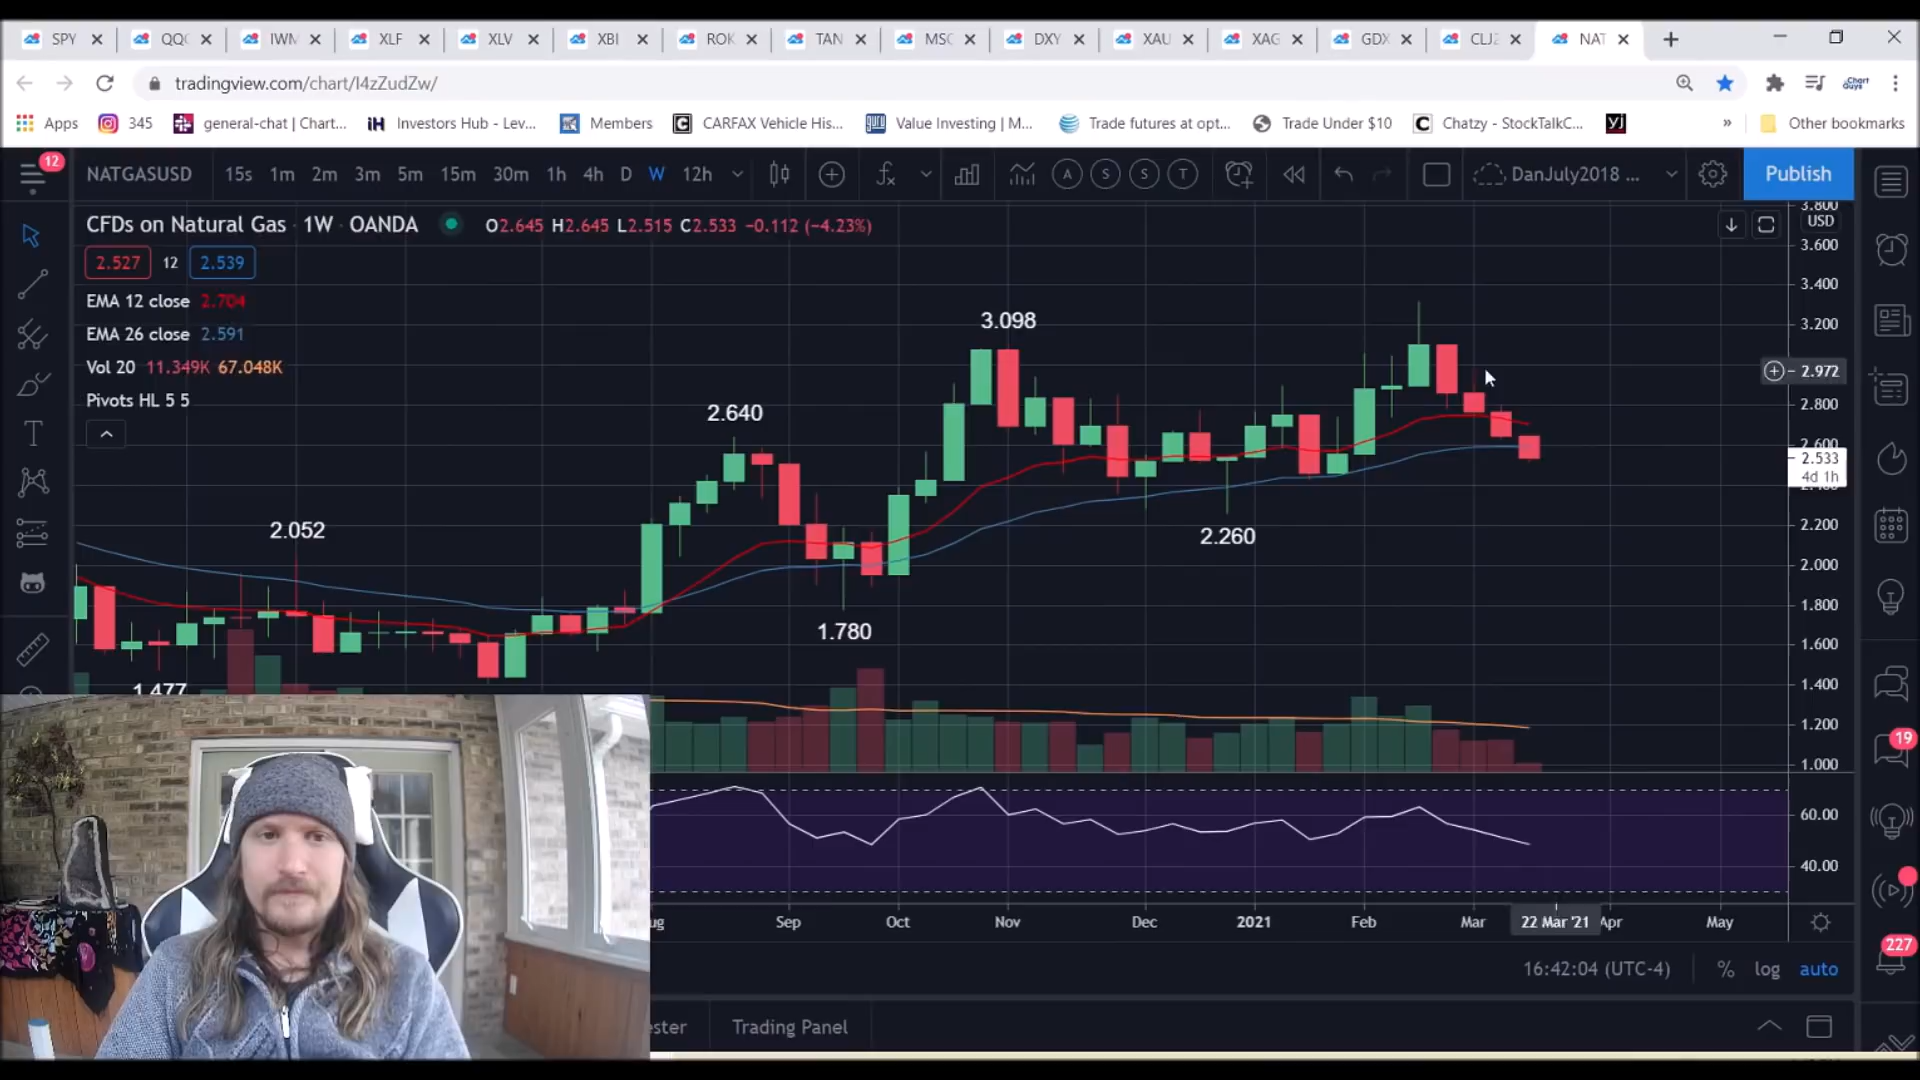 SPY QQQ IWM XLF XLV XBI ROK TAN MSC DXY XAU XAG GDX CLJ2 NAT
tradingview.com/chart/I4zZudZw/
Chart Guys
Apps 345 general-chat | Chart... Investors Hub - Lev... Members CARFAX Vehicle His... Value Investing | M... Trade futures at opt... Trade Under $10 Chatzy - StockTalkC... » Other bookmarks
12 NATGASUSD 15s 1m 2m 3m 5m 15m 30m 1h 4h D W 12h A S S T DanJuly2018 ... Publish
CFDs on Natural Gas · 1W · OANDA O2.645 H2.645 L2.515 C2.533 −0.112 (−4.23%)
2.527 12 2.539
EMA 12 close 2.704
EMA 26 close 2.591
Vol 20 11.349K 67.048K
Pivots HL 5 5
3.098
2.640
2.052
2.260
1.780
1.477
3.800
USD
3.600
3.400
3.200
2.972
2.800
2.600
2.533
4d 1h
2.200
2.000
1.800
1.600
1.400
1.200
1.000
60.00
40.00
19
227
Sep Oct Nov Dec 2021 Feb Mar 22 Mar '21 Apr May
16:42:04 (UTC-4) % log auto
ester Trading Panel